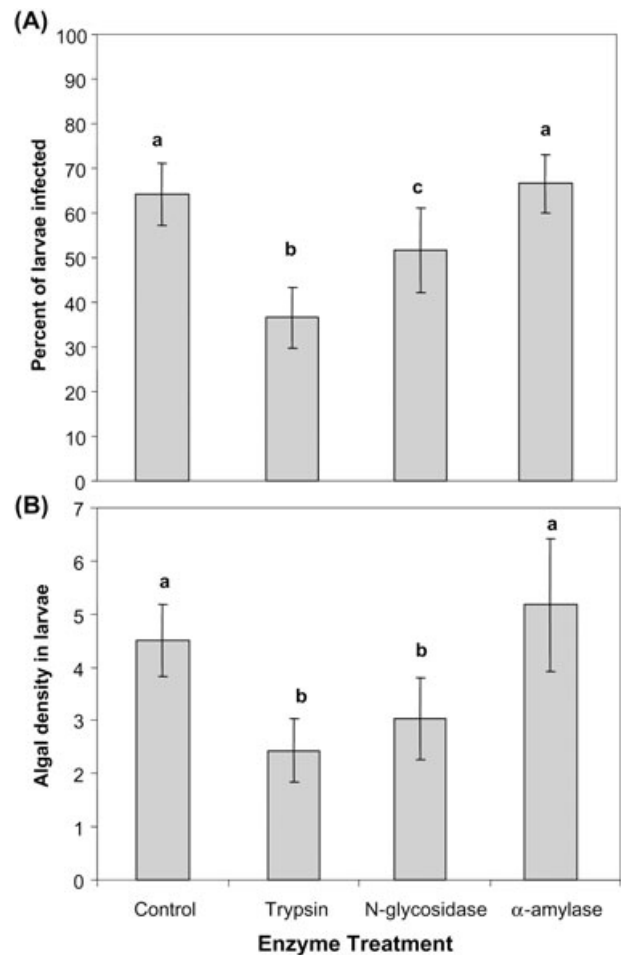 (A)
100
90
80
70
60
50
40
30
20
10
0
Percent of larvae infected
a
b
c
a
(B)
7
6
5
4
3
2
1
0
Algal density in larvae
a
b
b
a
Control Trypsin N-glycosidase α-amylase
Enzyme Treatment